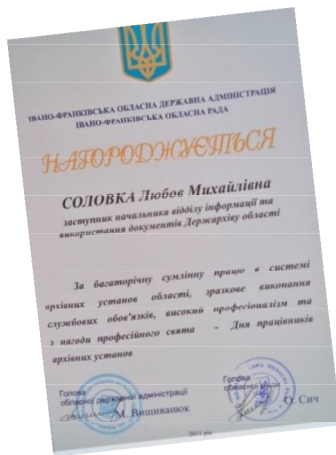 ІВАНО-ФРАНКІВСЬКА ОБЛАСНА ДЕРЖАВНА АДМІНІСТРАЦІЯ
ІВАНО-ФРАНКІВСЬКА ОБЛАСНА РАДА
НАГОРОДЖУЄТЬСЯ
СОЛОВКА Любов Михайлівна
заступник начальника відділу інформації та
використання документів Держархіву області
За багаторічну сумлінну працю в системі
архівних установ області, зразкове виконання
службових обов'язків, високий професіоналізм та
з нагоди професійного свята - Дня працівників
архівних установ
Голова
обласної державної адміністрації
М. Вишиванюк
Голова
обласної ради
О. Сич
2011 рік